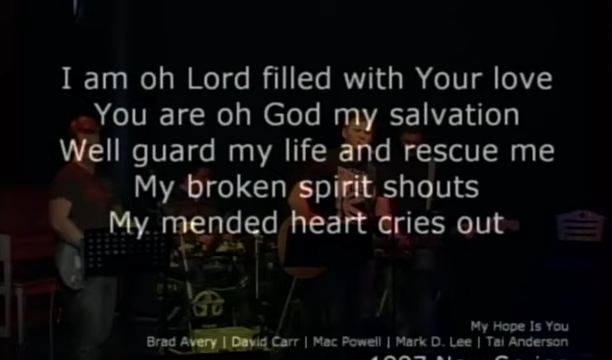 I am oh Lord filled with Your love
You are oh God my salvation
Well guard my life and rescue me
My broken spirit shouts
My mended heart cries out
My Hope Is You
Brad Avery | David Carr | Mac Powell | Mark D. Lee | Tai Anderson